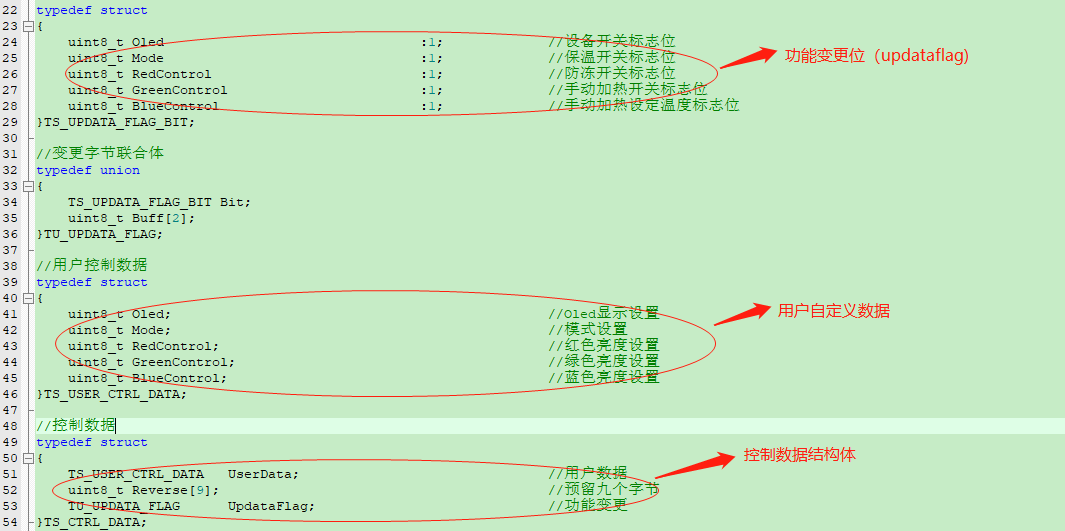 22 typedef struct
23 {
24 uint8_t Oled :1; //设备开关标志位
25 uint8_t Mode :1; //保温开关标志位
26 uint8_t RedControl :1; //防冻开关标志位
27 uint8_t GreenControl :1; //手动加热开关标志位
28 uint8_t BlueControl :1; //手动加热设定温度标志位
29 }TS_UPDATA_FLAG_BIT;
功能变更位（updataflag)
30
31 //变更字节联合体
32 typedef union
33 {
34 TS_UPDATA_FLAG_BIT Bit;
35 uint8_t Buff[2];
36 }TU_UPDATA_FLAG;
37
38 //用户控制数据
39 typedef struct
40 {
41 uint8_t Oled; //Oled显示设置
42 uint8_t Mode; //模式设置
43 uint8_t RedControl; //红色亮度设置
44 uint8_t GreenControl; //绿色亮度设置
45 uint8_t BlueControl; //蓝色亮度设置
46 }TS_USER_CTRL_DATA;
用户自定义数据
47
48 //控制数据
49 typedef struct
50 {
51 TS_USER_CTRL_DATA UserData; //用户数据
52 uint8_t Reverse[9]; //预留九个字节
53 TU_UPDATA_FLAG UpdataFlag; //功能变更
54 }TS_CTRL_DATA;
控制数据结构体